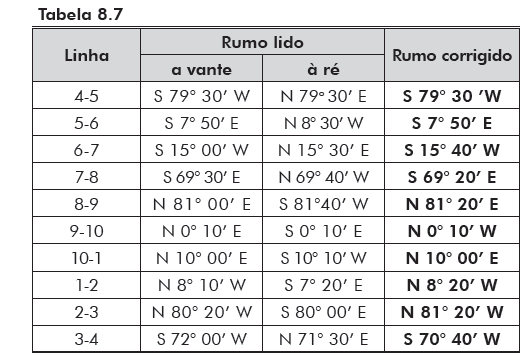 Tabela 8.7
Linha Rumo lido Rumo corrigido
a vante à ré
4-5 S 79° 30 ′ W N 79° 30′ E S 79° 30 ′W
5-6 S 7° 50′ E N 8° 30′ W S 7° 50′ E
6-7 S 15° 00′ W N 15° 30′ E S 15° 40′ W
7-8 S 69° 30′ E N 69° 40′ W S 69° 20′ E
8-9 N 81° 00′ E S 81°40′ W N 81° 20′ E
9-10 N 0° 10′ E S 0° 10′ E N 0° 10′ W
10-1 N 10° 00′ E S 10° 10′ W N 10° 00′ E
1-2 N 8° 10′ W S 7° 20′ E N 8° 20′ W
2-3 N 80° 20′ W S 80° 00′ E N 81° 20′ W
3-4 S 72° 00′ W N 71° 30′ E S 70° 40′ W